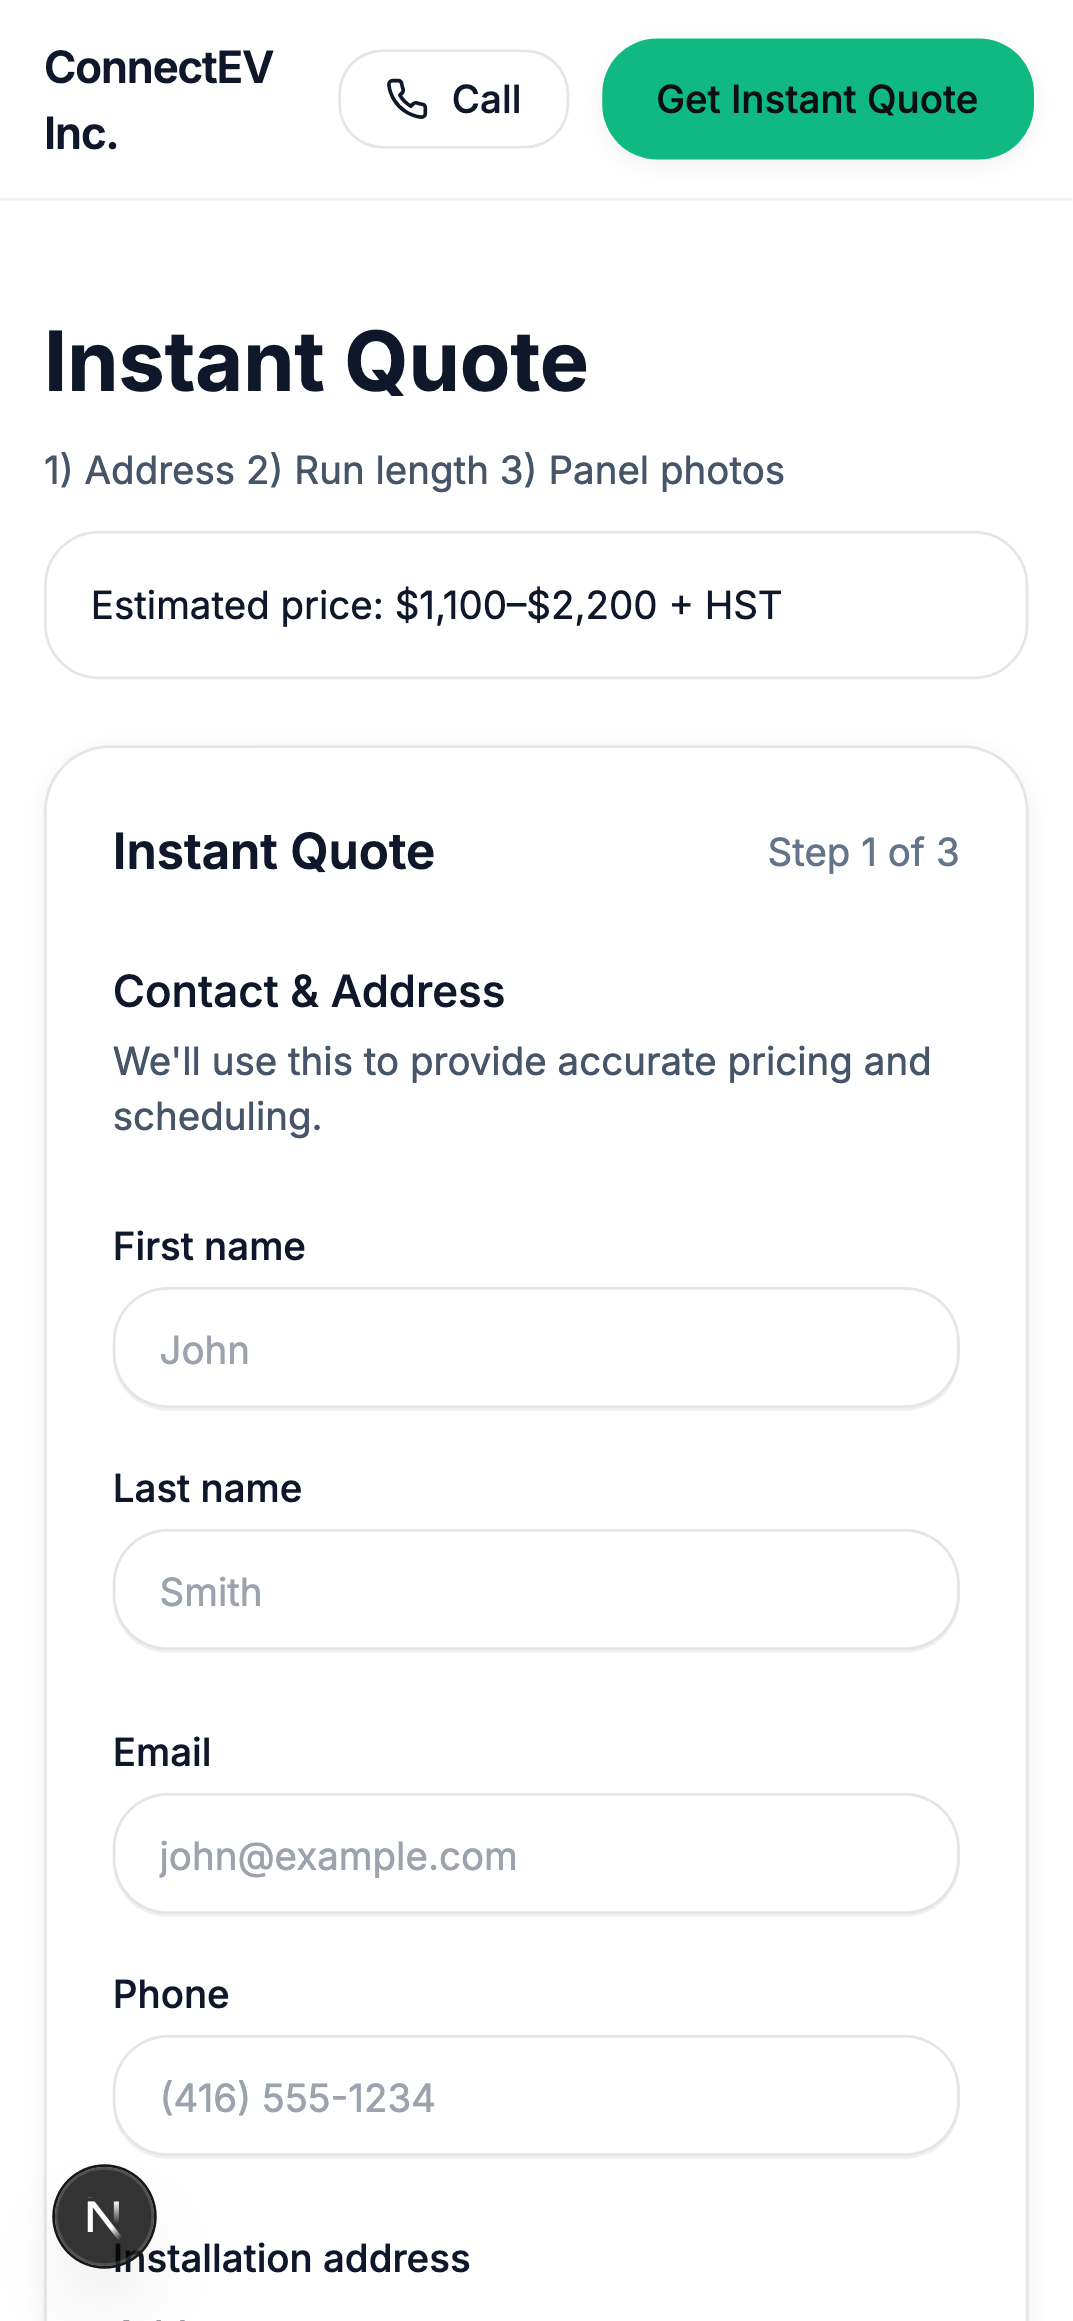 ConnectEV
Inc.
Call
Get Instant Quote
Instant Quote
1) Address 2) Run length 3) Panel photos
Estimated price: $1,100–$2,200 + HST
Instant Quote
Step 1 of 3
Contact & Address
We'll use this to provide accurate pricing and
scheduling.
First name
John
Last name
Smith
Email
john@example.com
Phone
(416) 555-1234
N
Installation address